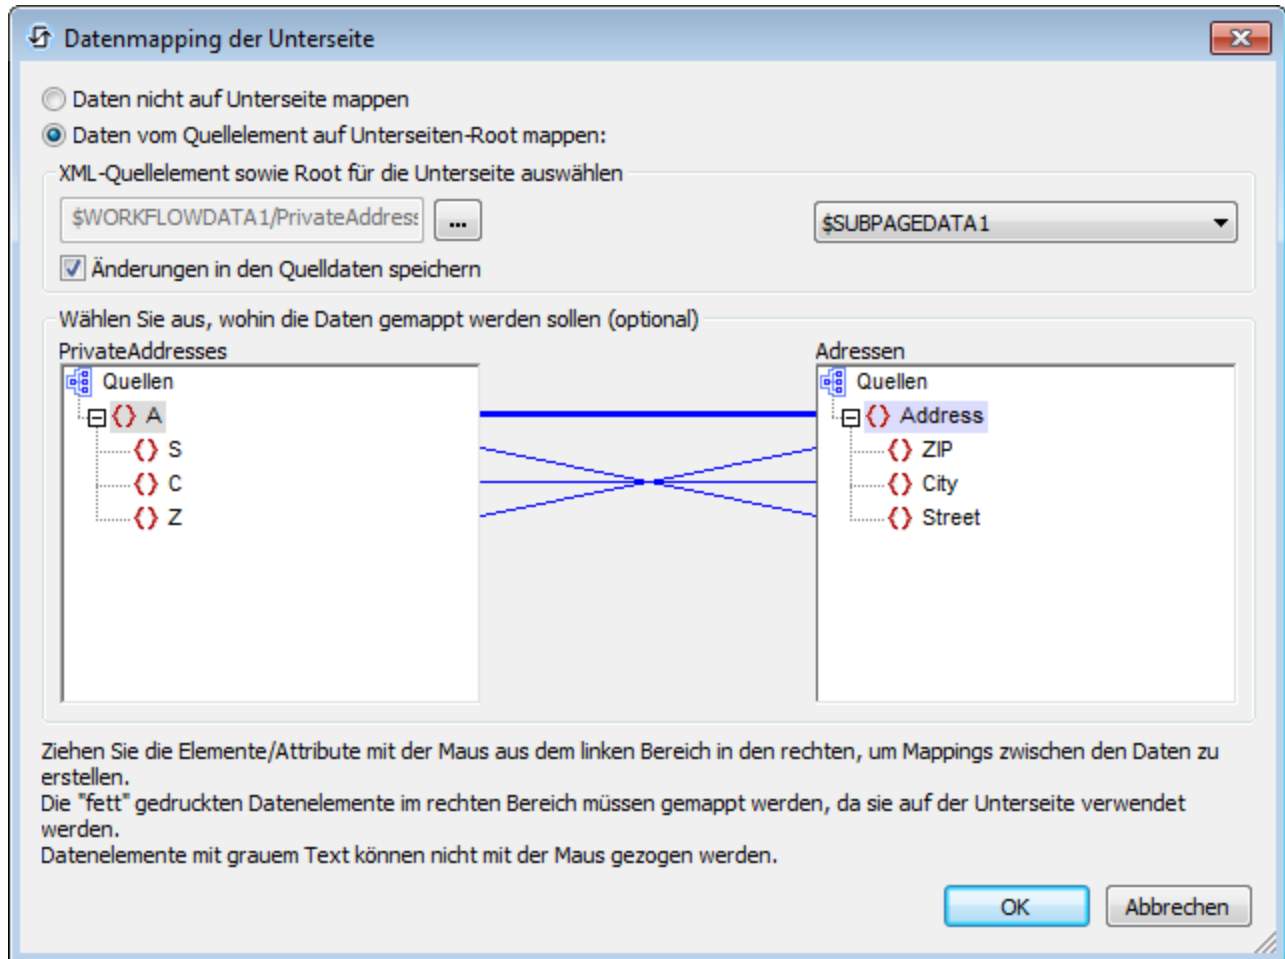 Datenmapping der Unterseite
Daten nicht auf Unterseite mappen
Daten vom Quellelement auf Unterseiten-Root mappen:
XML-Quellelement sowie Root für die Unterseite auswählen
$WORKFLOWDATA1/PrivateAddress ... $SUBPAGEDATA1
Änderungen in den Quelldaten speichern
Wählen Sie aus, wohin die Daten gemappt werden sollen (optional)
PrivateAddresses Adressen
Quellen Quellen
A Address
S ZIP
C City
Z Street
Ziehen Sie die Elemente/Attribute mit der Maus aus dem linken Bereich in den rechten, um Mappings zwischen den Daten zu
erstellen.
Die "fett" gedruckten Datenelemente im rechten Bereich müssen gemappt werden, da sie auf der Unterseite verwendet
werden.
Datenelemente mit grauem Text können nicht mit der Maus gezogen werden.
OK Abbrechen